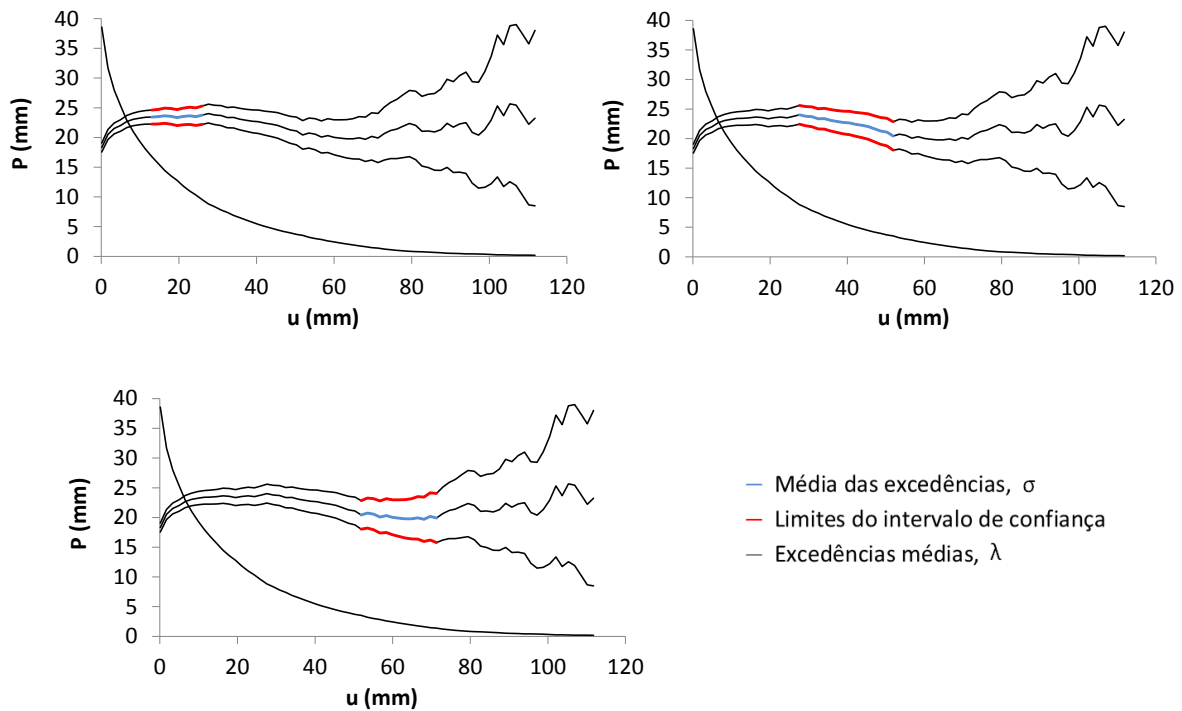 40
35
30
25
20
15
10
5
0
P (mm)
0 20 40 60 80 100 120
u (mm)
40
35
30
25
20
15
10
5
0
P (mm)
0 20 40 60 80 100 120
u (mm)
40
35
30
25
20
15
10
5
0
P (mm)
0 20 40 60 80 100 120
u (mm)
Média das excedências, σ
Limites do intervalo de confiança
Excedências médias, λ